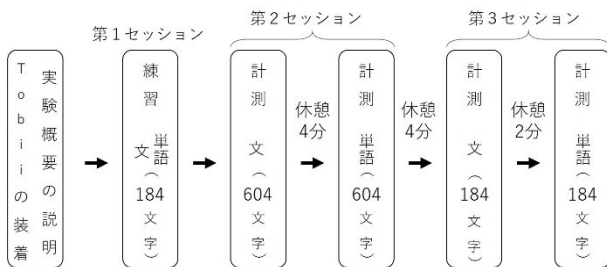 第1セッション
第2セッション
第3セッション
実験概要の説明
Tobiiの装着
練習
単語
文
(184文字)
計測
文(604文字)
休憩
4分
計測
単語(604文字)
休憩
4分
計測
文(184文字)
休憩
2分
計測
単語(184文字)